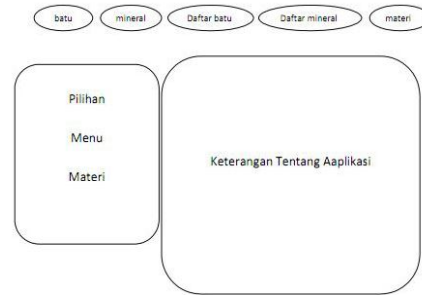 batu
mineral
Daftar batu
Daftar mineral
materi
Pilihan
Menu
Materi
Keterangan Tentang Aaplikasi